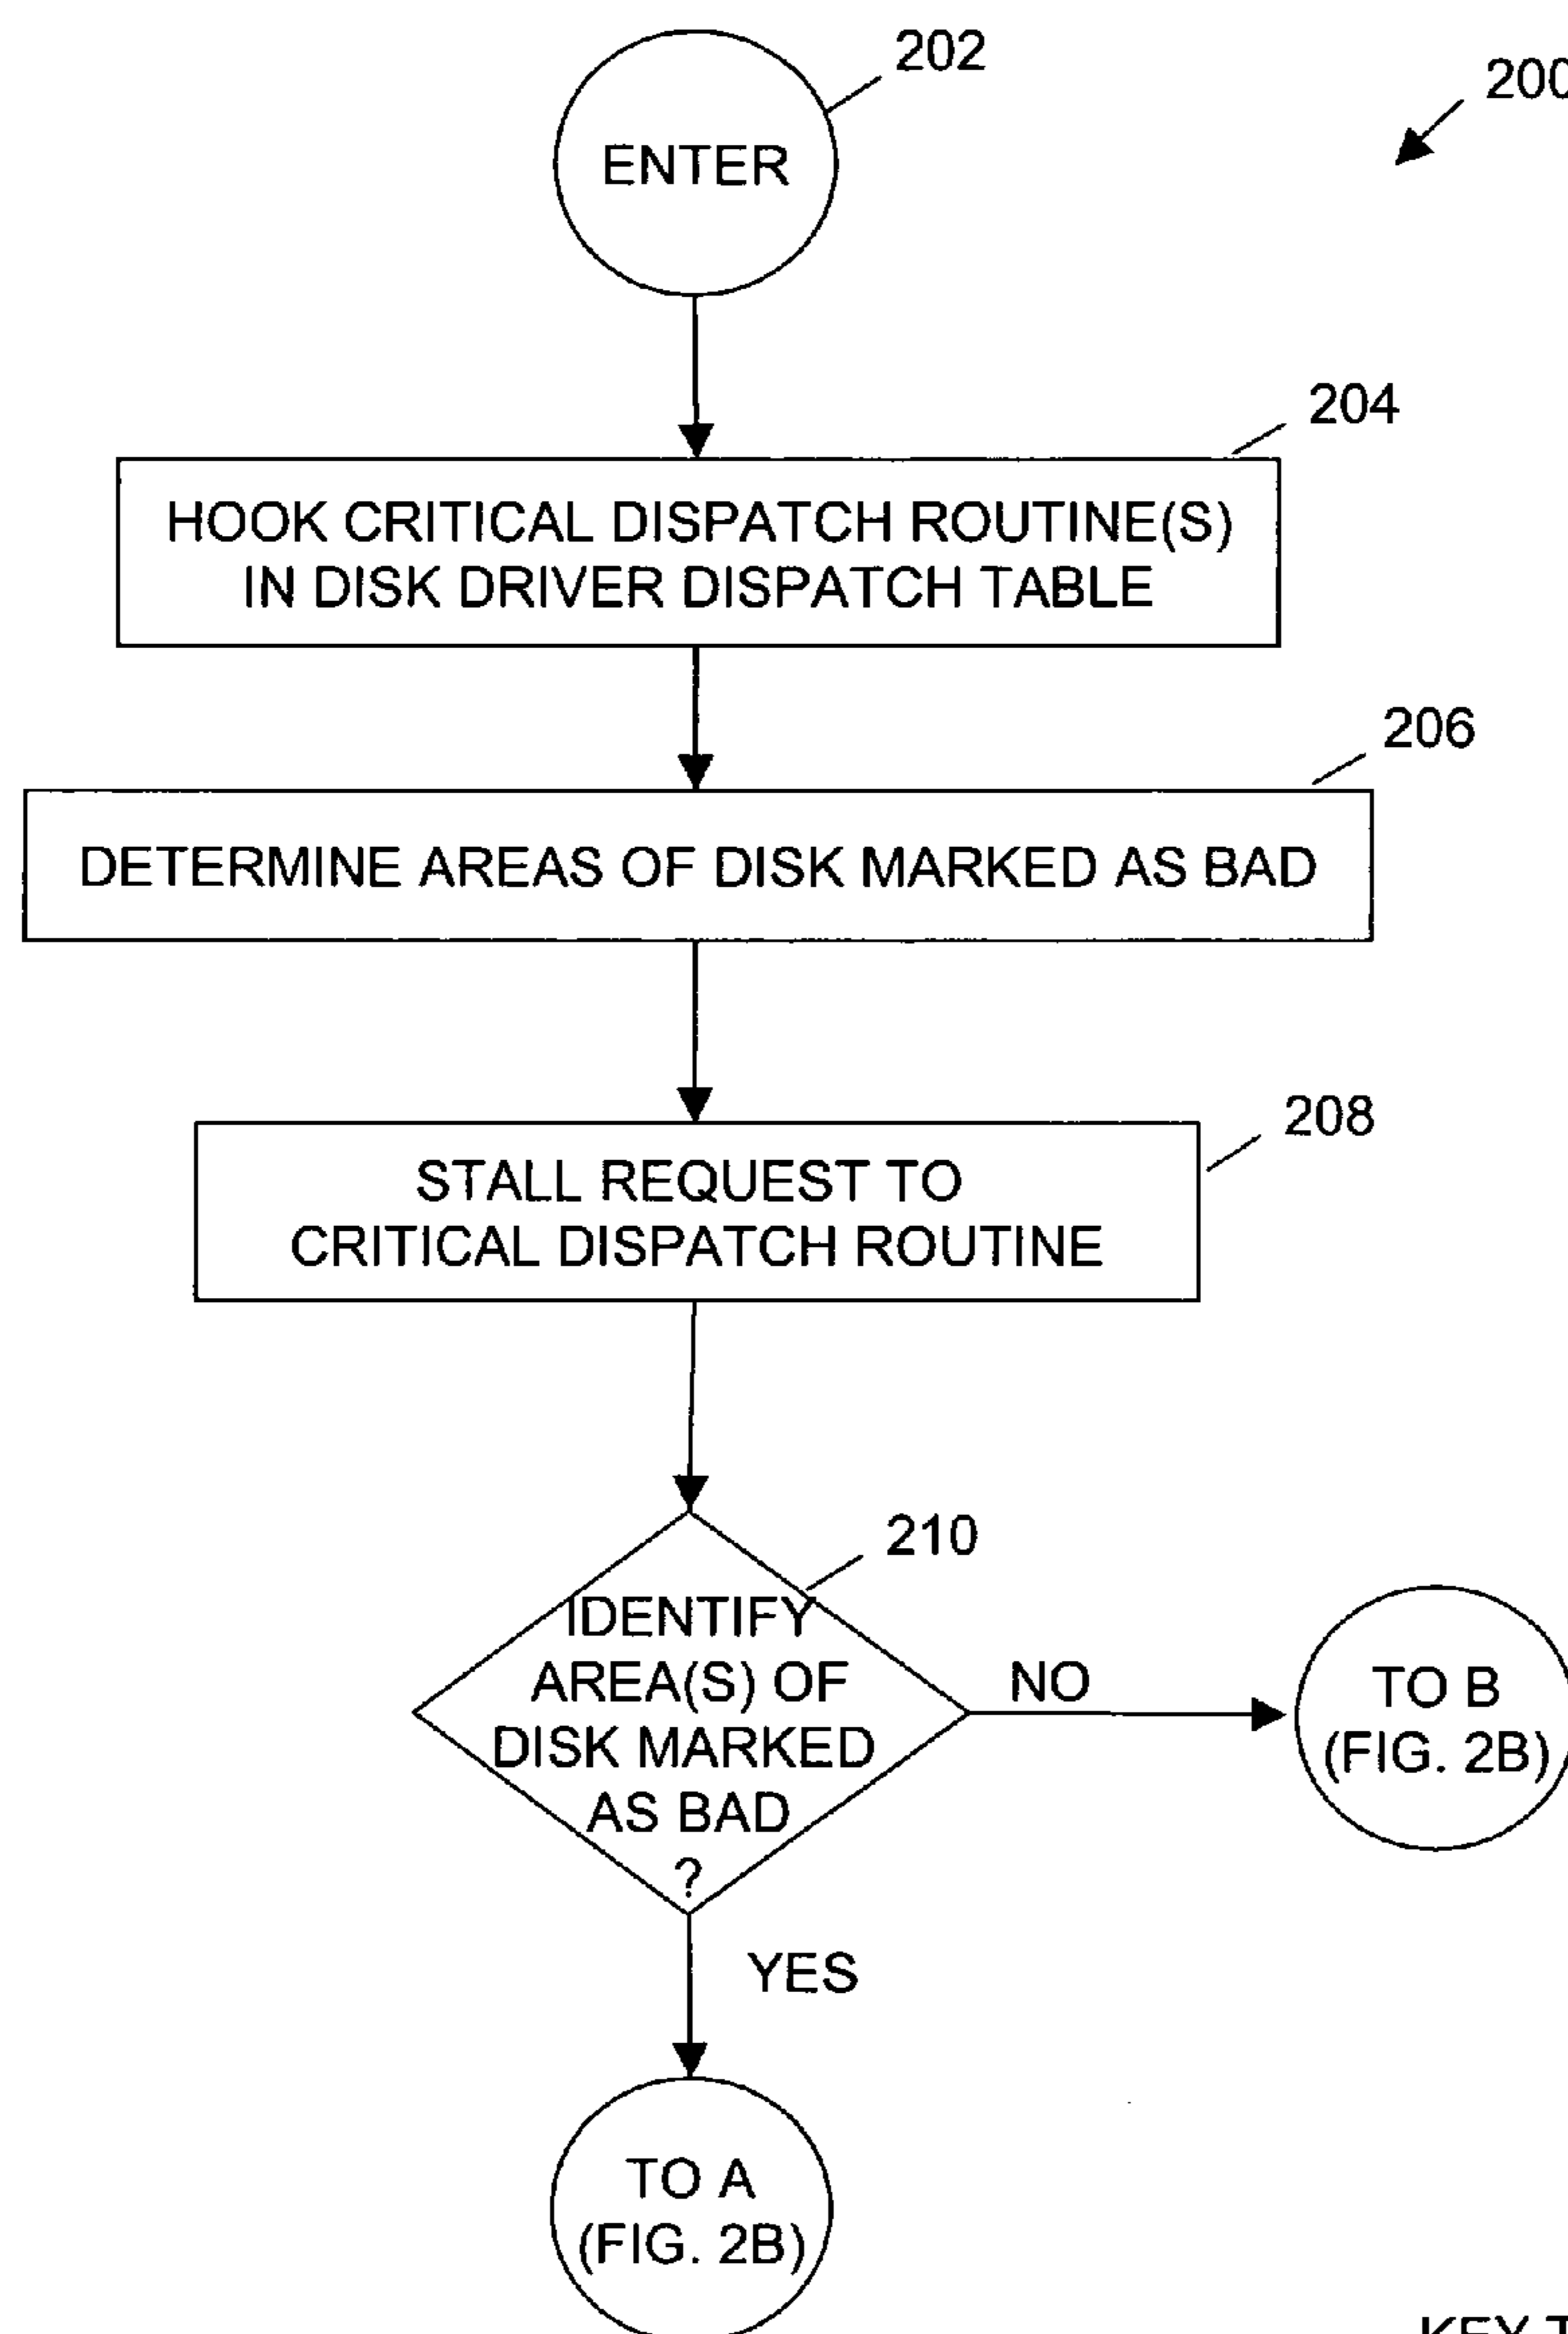 202
200
ENTER
204
HOOK CRITICAL DISPATCH ROUTINE(S)
IN DISK DRIVER DISPATCH TABLE
206
DETERMINE AREAS OF DISK MARKED AS BAD
208
STALL REQUEST TO
CRITICAL DISPATCH ROUTINE
210
IDENTIFY
AREA(S) OF
DISK MARKED
AS BAD
?
NO
TO B
(FIG. 2B)
YES
TO A
(FIG. 2B)
KEY